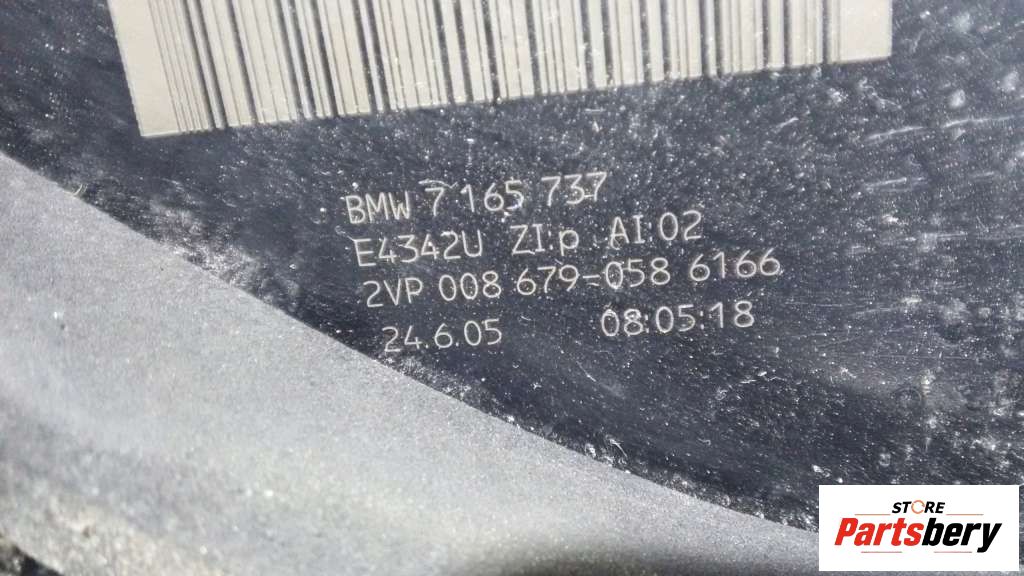 BMW 7 165 737
E4342U ZI:p AI 02
2VP 008 679-058 6166
24.6.05 08:05:18
STORE
Partsbery